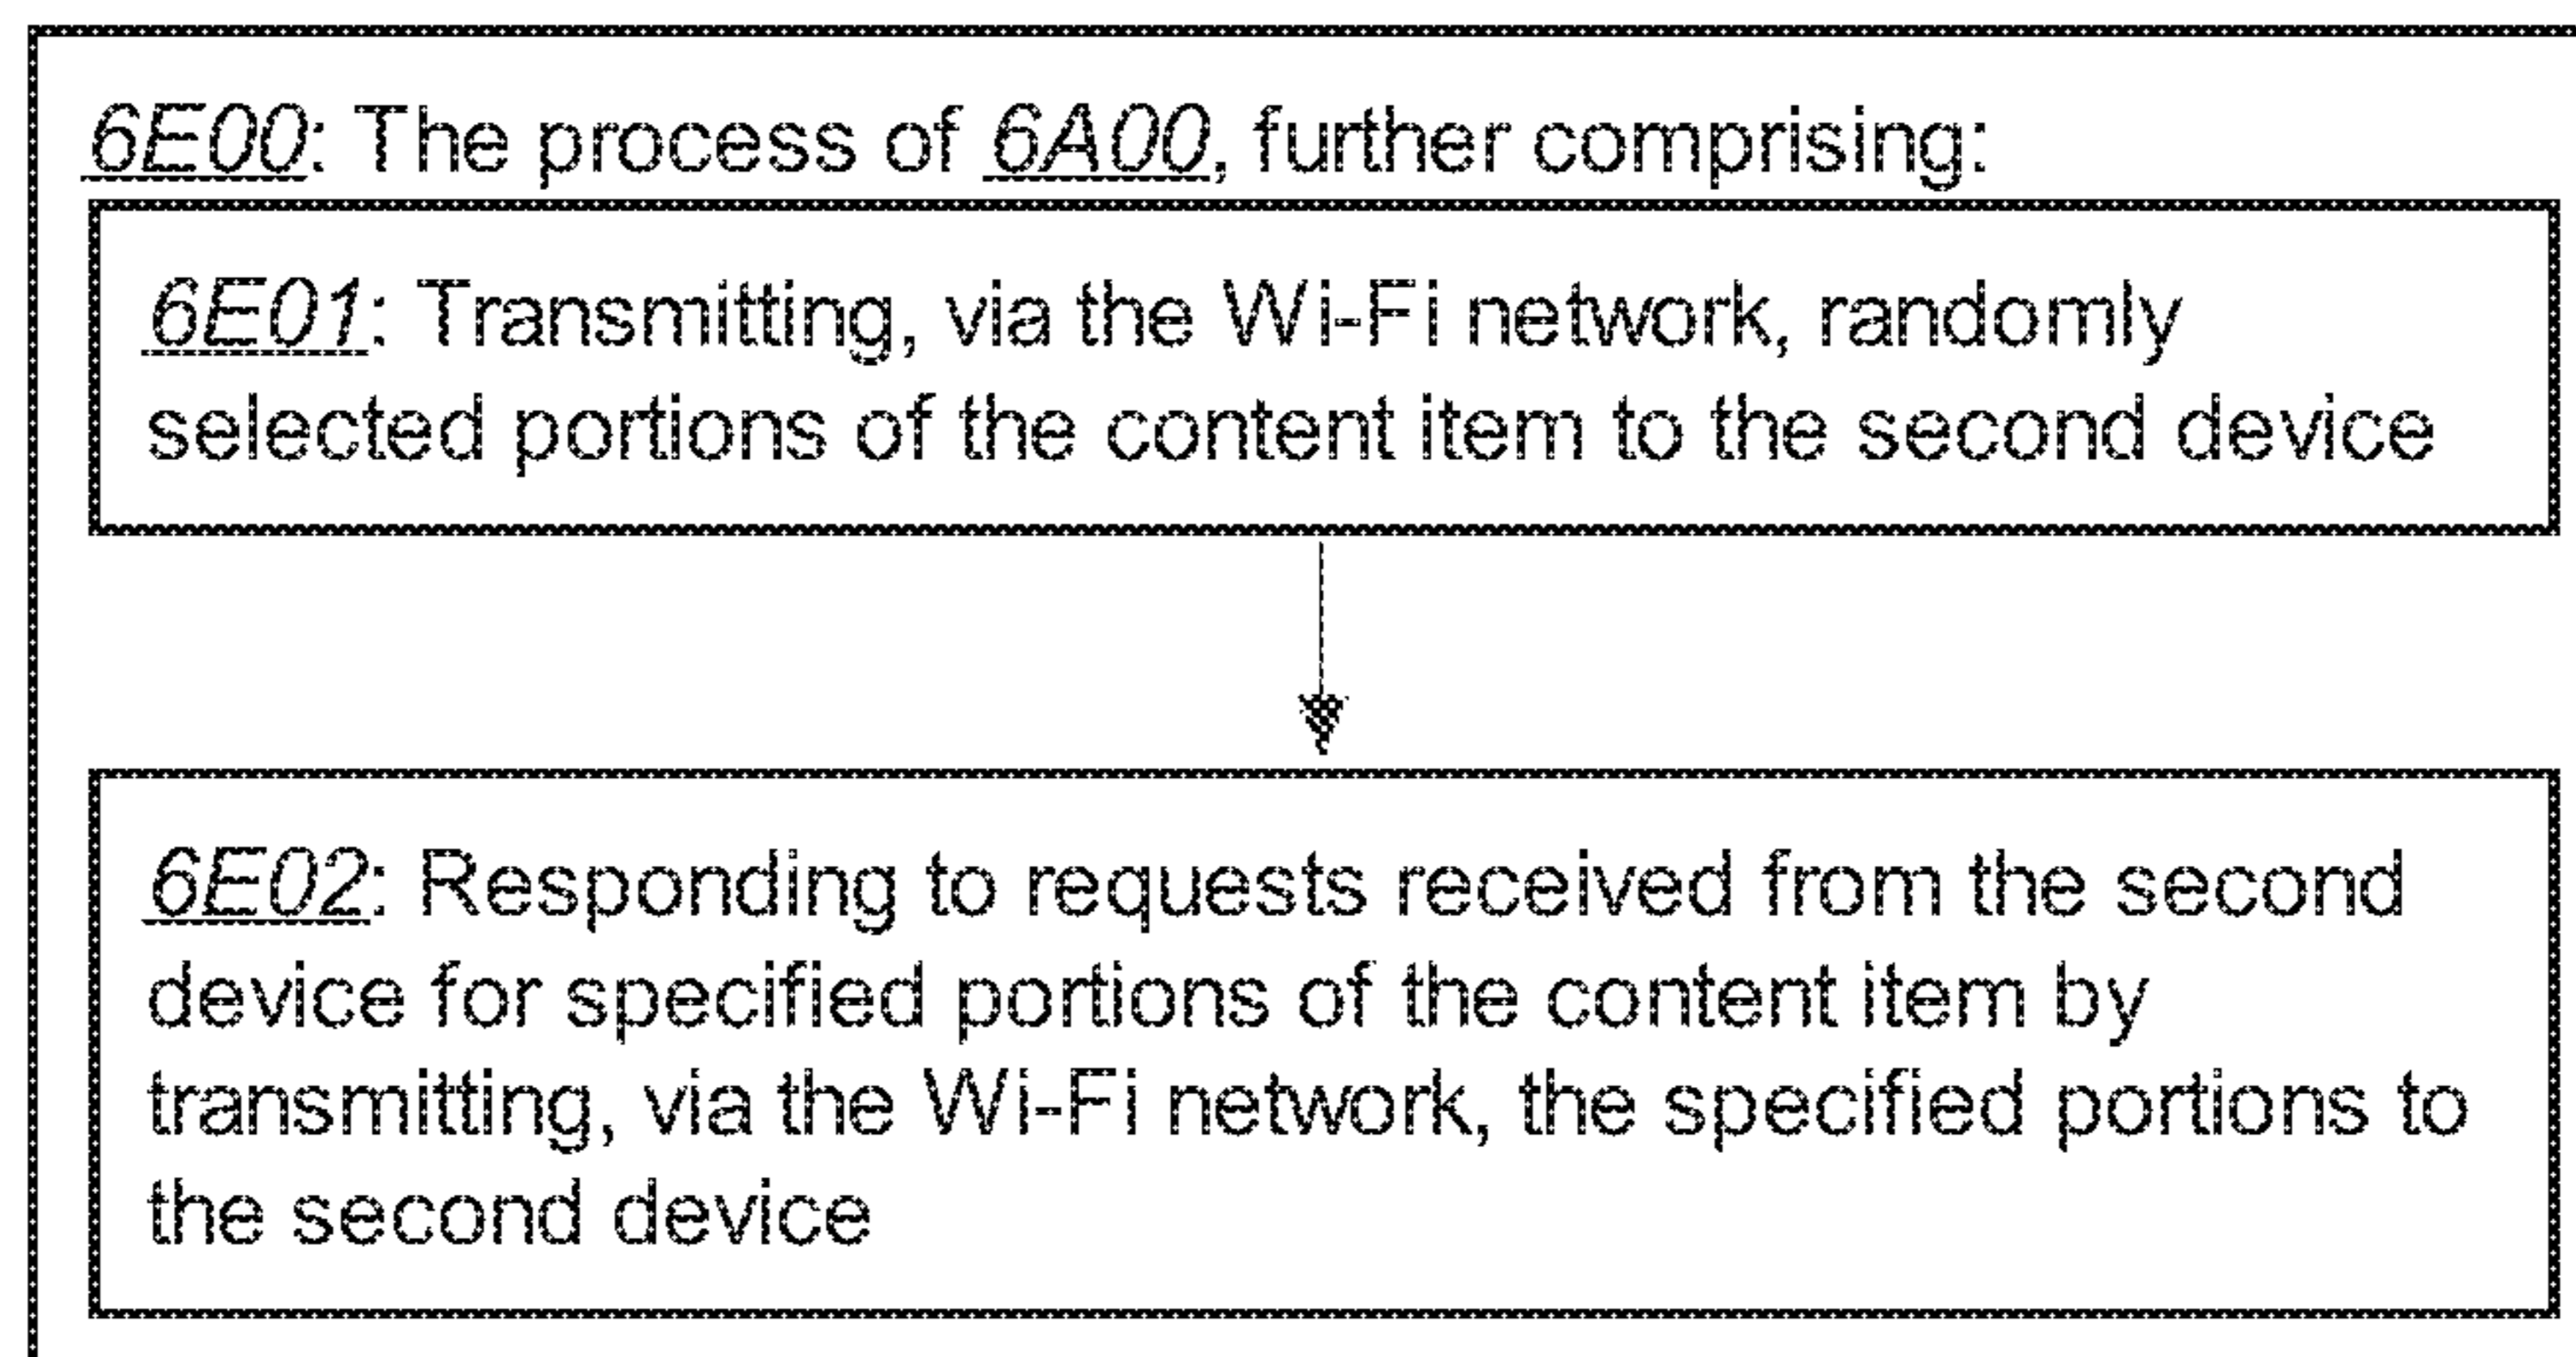 6E00: The process of 6A00, further comprising:
6E01: Transmitting, via the Wi-Fi network, randomly
selected portions of the content item to the second device
6E02: Responding to requests received from the second
device for specified portions of the content item by
transmitting, via the Wi-Fi network, the specified portions to
the second device